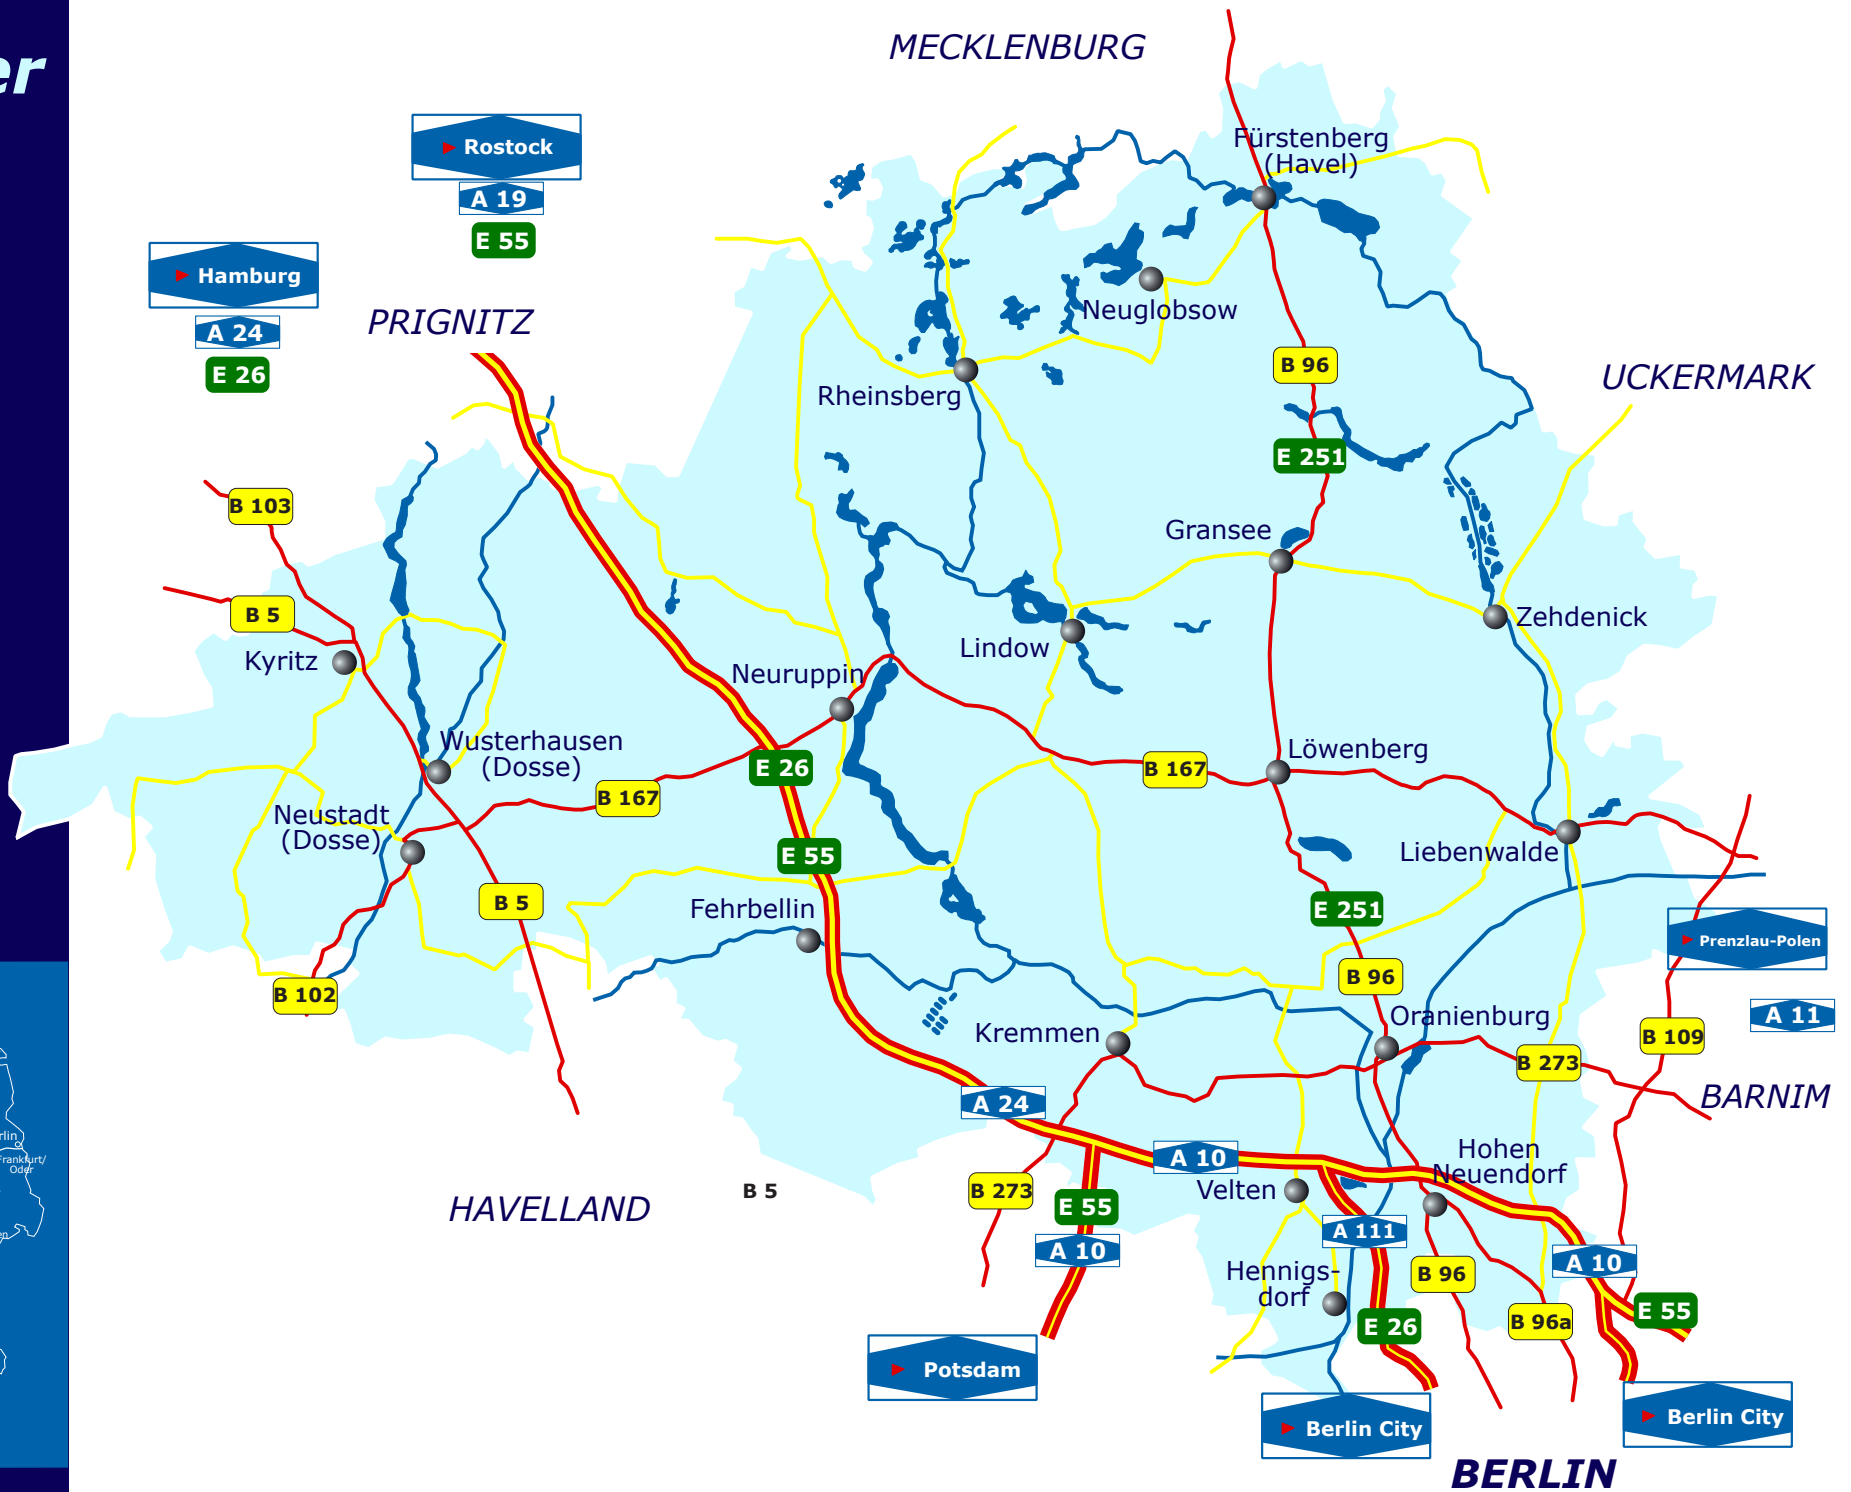 er
MECKLENBURG
Rostock
A 19
E 55
Hamburg
A 24
E 26
PRIGNITZ
Fürstenberg
(Havel)
Neuglobsow
UCKERMARK
B 96
Rheinsberg
E 251
B 103
Gransee
B 5
Zehdenick
Kyritz
Lindow
Neuruppin
Wusterhausen
(Dosse)
Löwenberg
E 26
B 167
B 167
Neustadt
(Dosse)
Liebenwalde
E 55
B 5
Fehrbellin
E 251
Prenzlau-Polen
B 96
B 102
A 11
Oranienburg
Kremmen
B 109
B 273
A 24
BARNIM
rlin
Frankfurt/
Oder
Hohen
Neuendorf
A 10
Velten
B 273
B 5
HAVELLAND
E 55
A 111
A 10
A 10
Hennigs-
dorf
B 96
E 55
E 26
B 96a
Potsdam
Berlin City
Berlin City
BERLIN